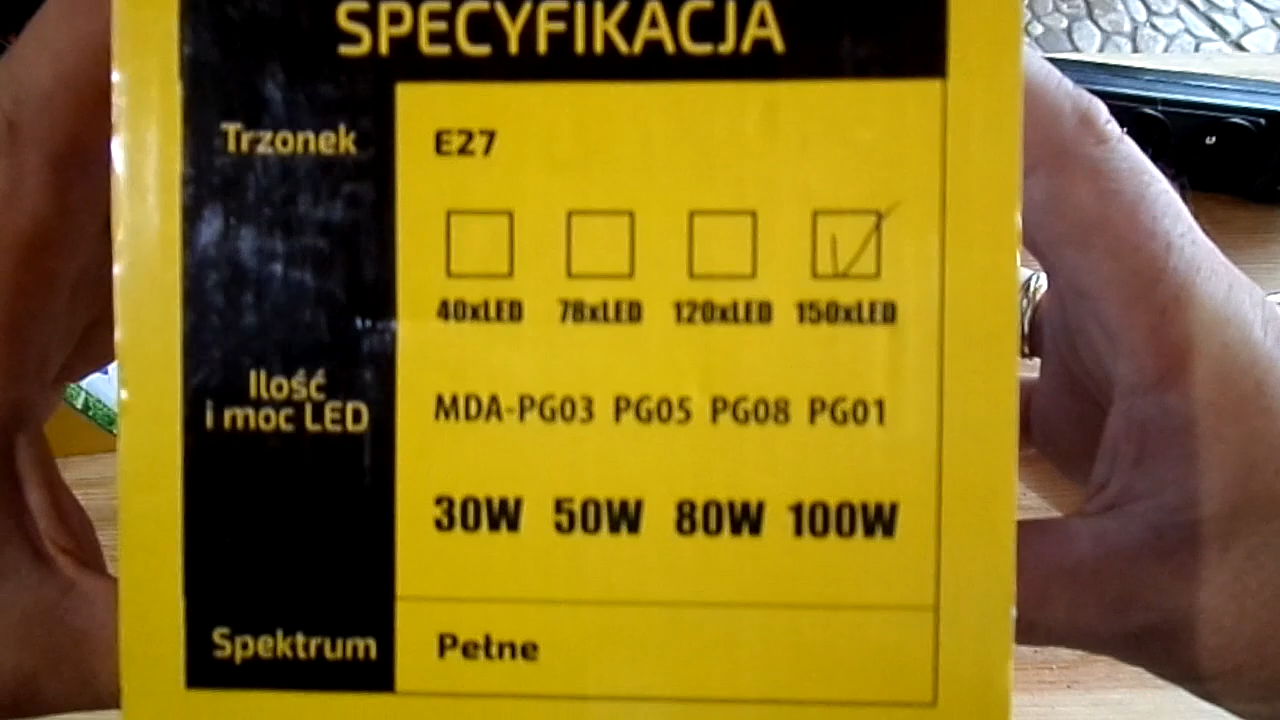 SPECYFIKACJA
Trzonek E27
40xLED 78xLED 120xLED 150xLED
Ilość
i moc LED
MDA-PG03 PG05 PG08 PG01
30W 50W 80W 100W
Spektrum Pełne